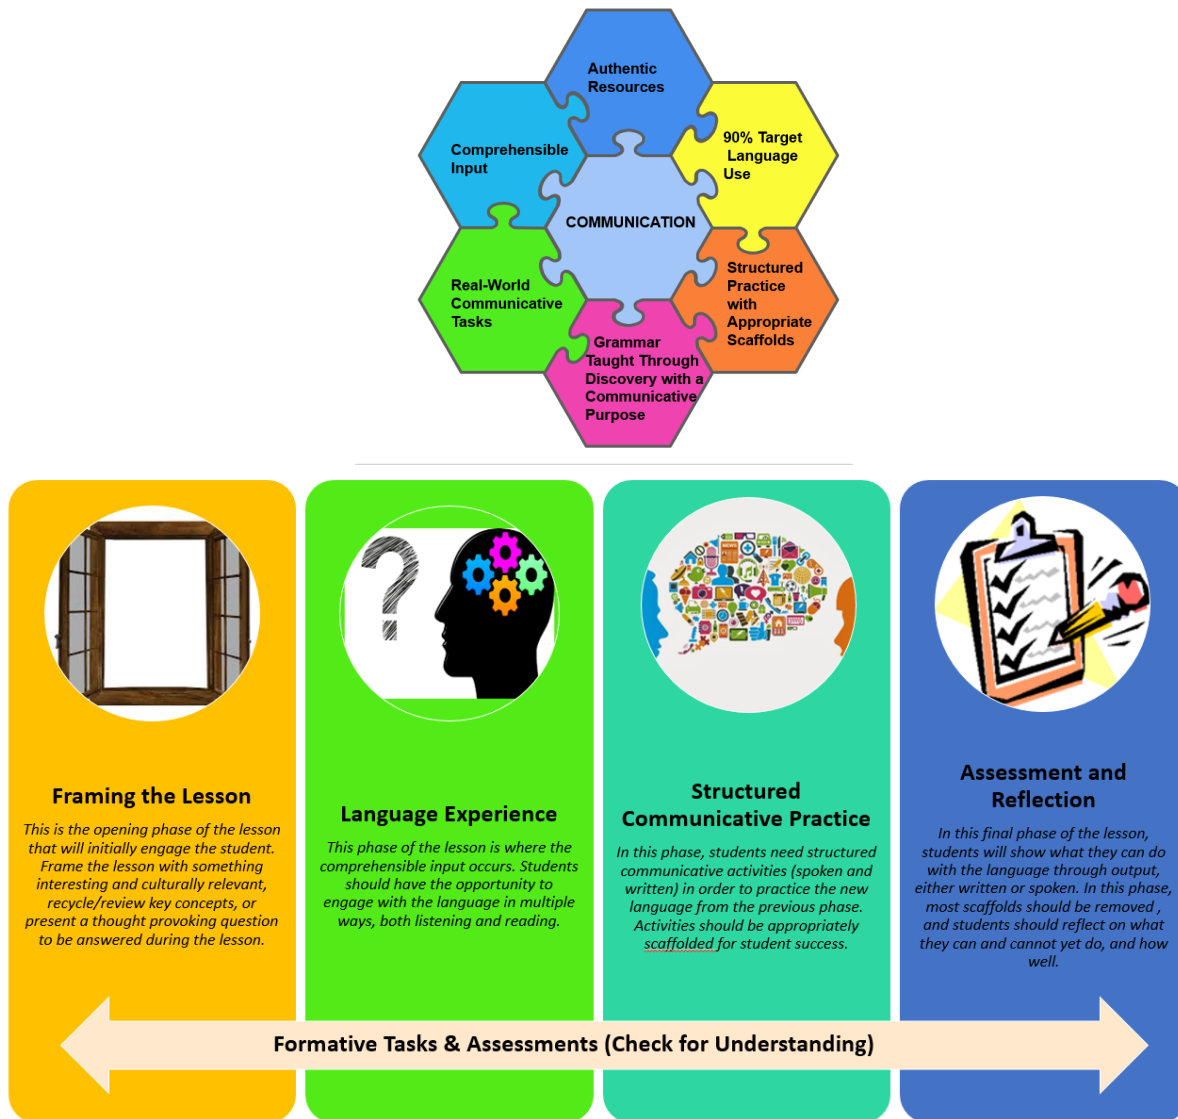 Authentic
Resources
Comprehensible
Input
90% Target
Language
Use
COMMUNICATION
Real-World
Communicative
Tasks
Structured
Practice
with
Appropriate
Scaffolds
Grammar
Taught Through
Discovery with a
Communicative
Purpose
Framing the Lesson
This is the opening phase of the lesson
that will initially engage the student.
Frame the lesson with something
interesting and culturally relevant,
recycle/review key concepts, or
present a thought provoking question
to be answered during the lesson.
?
Language Experience
This phase of the lesson is where the
comprehensible input occurs. Students
should have the opportunity to
engage with the language in multiple
ways, both listening and reading.
Structured
Communicative Practice
In this phase, students need structured
communicative activities (spoken and
written) in order to practice the new
language from the previous phase.
Activities should be appropriately
scaffolded for student success.
Assessment and
Reflection
In this final phase of the lesson,
students will show what they can do
with the language through output,
either written or spoken. In this phase,
most scaffolds should be removed ,
and students should reflect on what
they can and cannot yet do, and how
well.
Formative Tasks & Assessments (Check for Understanding)